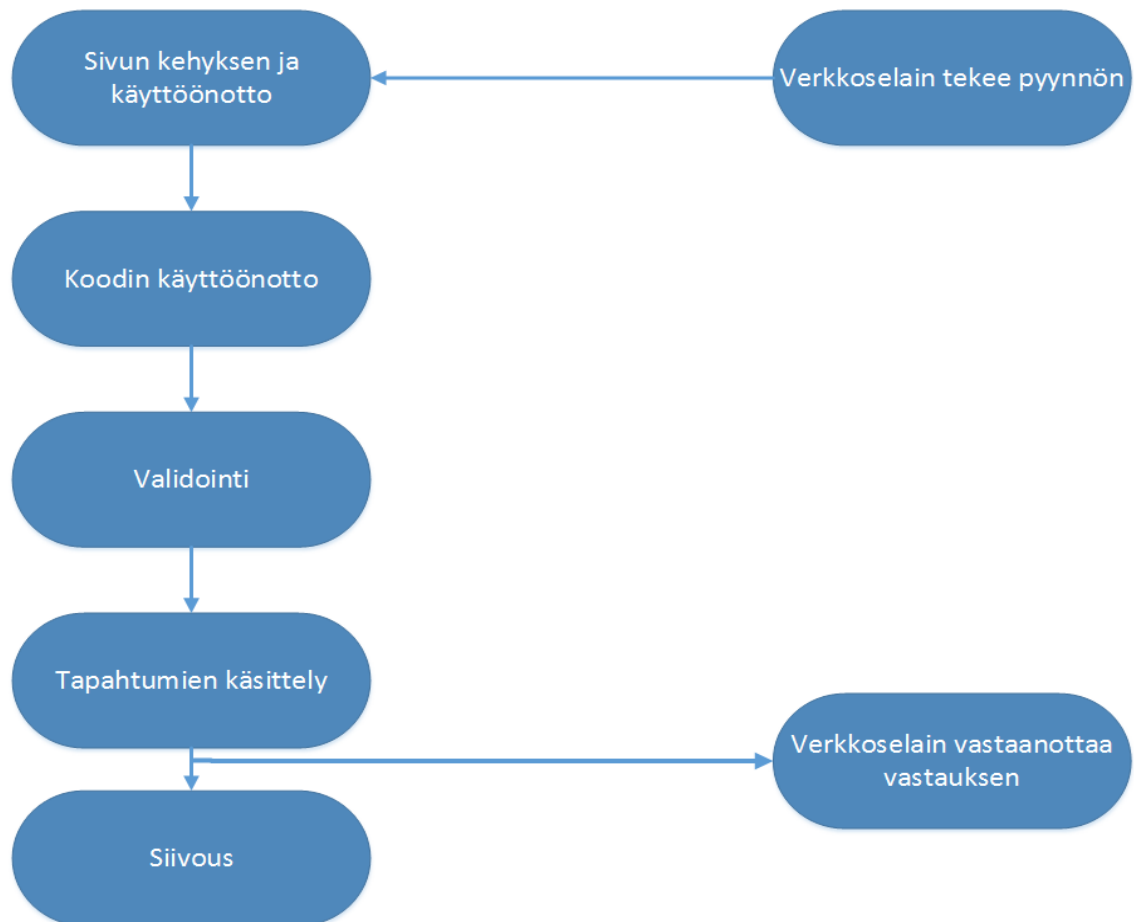 Sivun kehyksen ja
käyttöönotto
Verkkoselain tekee pyynnön
Koodin käyttöönotto
Validointi
Tapahtumien käsittely
Verkkoselain vastaanottaa
vastauksen
Siivous